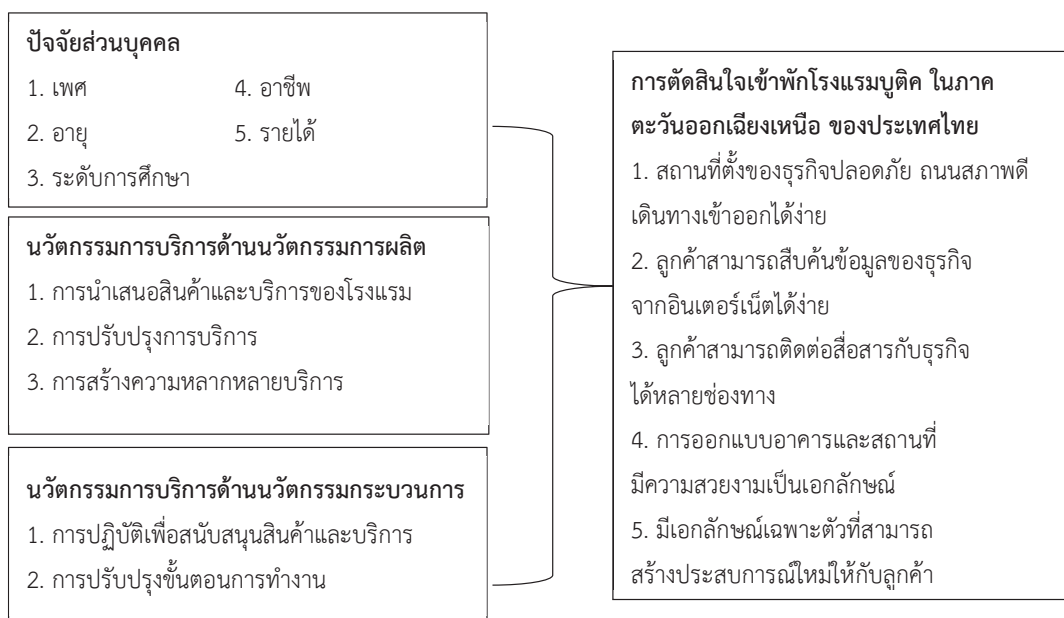 ปัจจัยส่วนบุคคล
1. เพศ 4. อาชีพ
2. อายุ 5. รายได้
3. ระดับการศึกษา
นวัตกรรมการบริการด้านนวัตกรรมการผลิต
1. การนำเสนอสินค้าและบริการของโรงแรม
2. การปรับปรุงการบริการ
3. การสร้างความหลากหลายบริการ
นวัตกรรมการบริการด้านนวัตกรรมกระบวนการ
1. การปฏิบัติเพื่อสนับสนุนสินค้าและบริการ
2. การปรับปรุงขั้นตอนการทำงาน
การตัดสินใจเข้าพักโรงแรมบูติค ในภาค
ตะวันออกเฉียงเหนือ ของประเทศไทย
1. สถานที่ตั้งของธุรกิจปลอดภัย ถนนสภาพดี
เดินทางเข้าออกได้ง่าย
2. ลูกค้าสามารถสืบค้นข้อมูลของธุรกิจ
จากอินเตอร์เน็ตได้ง่าย
3. ลูกค้าสามารถติดต่อสื่อสารกับธุรกิจ
ได้หลายช่องทาง
4. การออกแบบอาคารและสถานที่
มีความสวยงามเป็นเอกลักษณ์
5. มีเอกลักษณ์เฉพาะตัวที่สามารถ
สร้างประสบการณ์ใหม่ให้กับลูกค้า